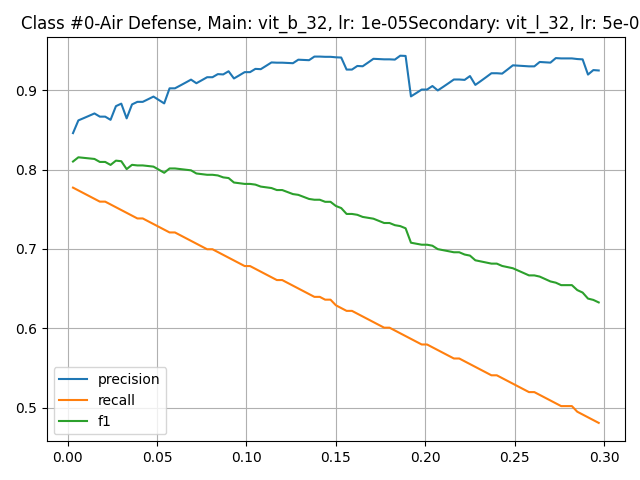 Class #0-Air Defense, Main: vit_b_32, lr: 1e-05Secondary: vit_l_32, lr: 5e-0
0.9
0.8
0.7
0.6
0.5
precision
recall
f1
0.00 0.05 0.10 0.15 0.20 0.25 0.30